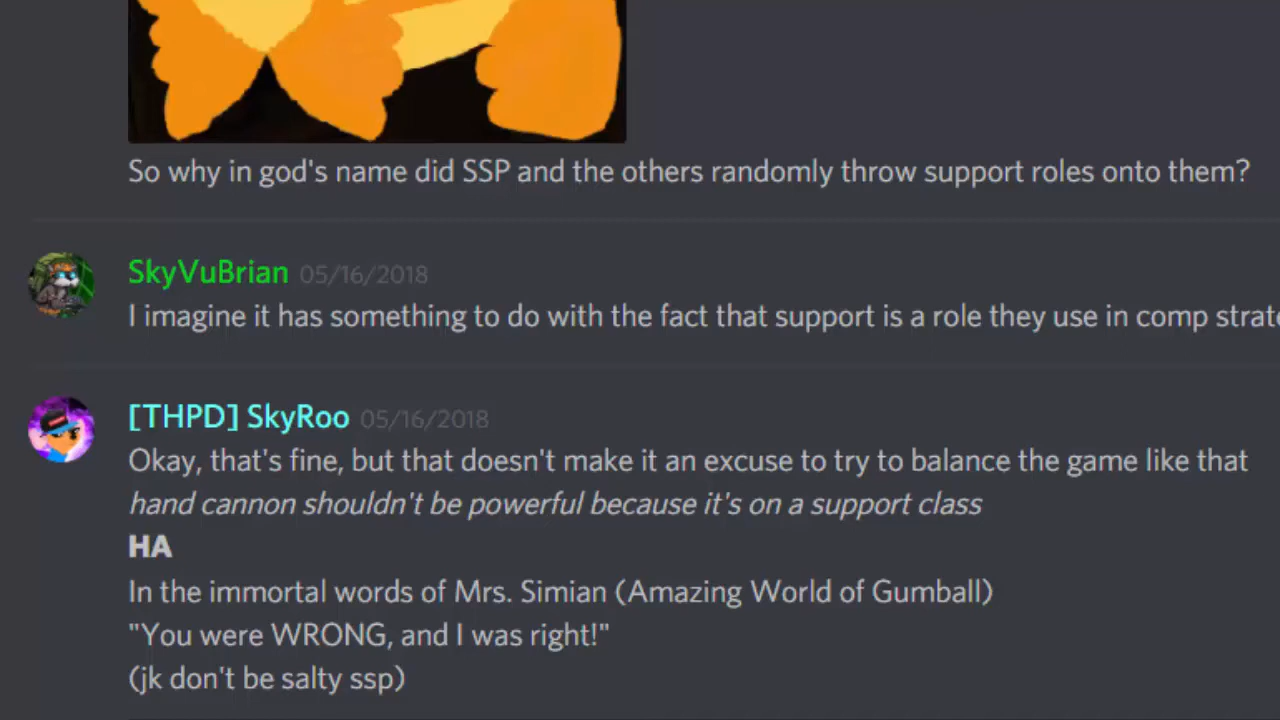 So why in god's name did SSP and the others randomly throw support roles onto them?
SkyVuBrian 05/16/2018
I imagine it has something to do with the fact that support is a role they use in comp
[THPD] SkyRoo 05/16/2018
Okay, that's fine, but that doesn't make it an excuse to try to balance the game like that
hand cannon shouldn't be powerful because it's on a support class
HA
In the immortal words of Mrs. Simian (Amazing World of Gumball)
"You were WRONG, and I was right!"
(jk don't be salty ssp)